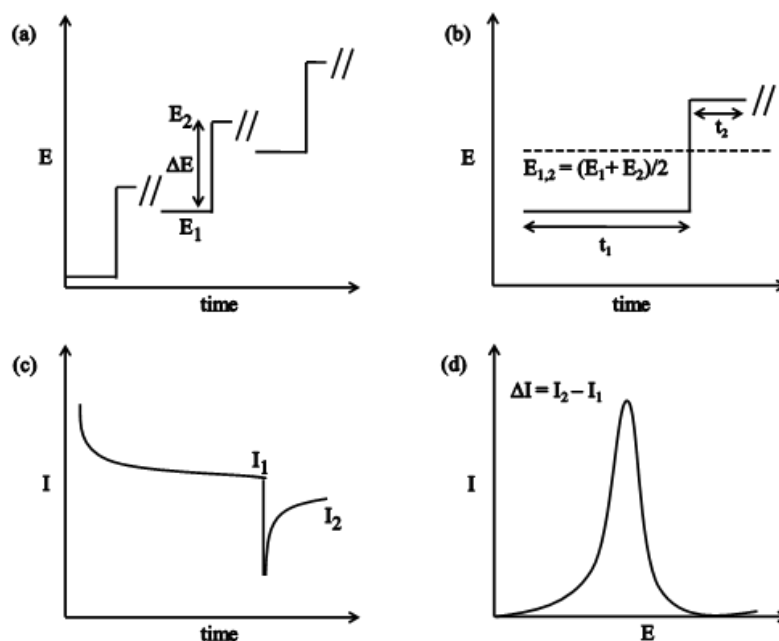 (a)
E
E₂
ΔE
E₁
time
(b)
E
t₂
E₁,₂ = (E₁ + E₂)/2
t₁
time
(c)
I
I₁
I₂
time
(d)
ΔI = I₂ – I₁
I
E